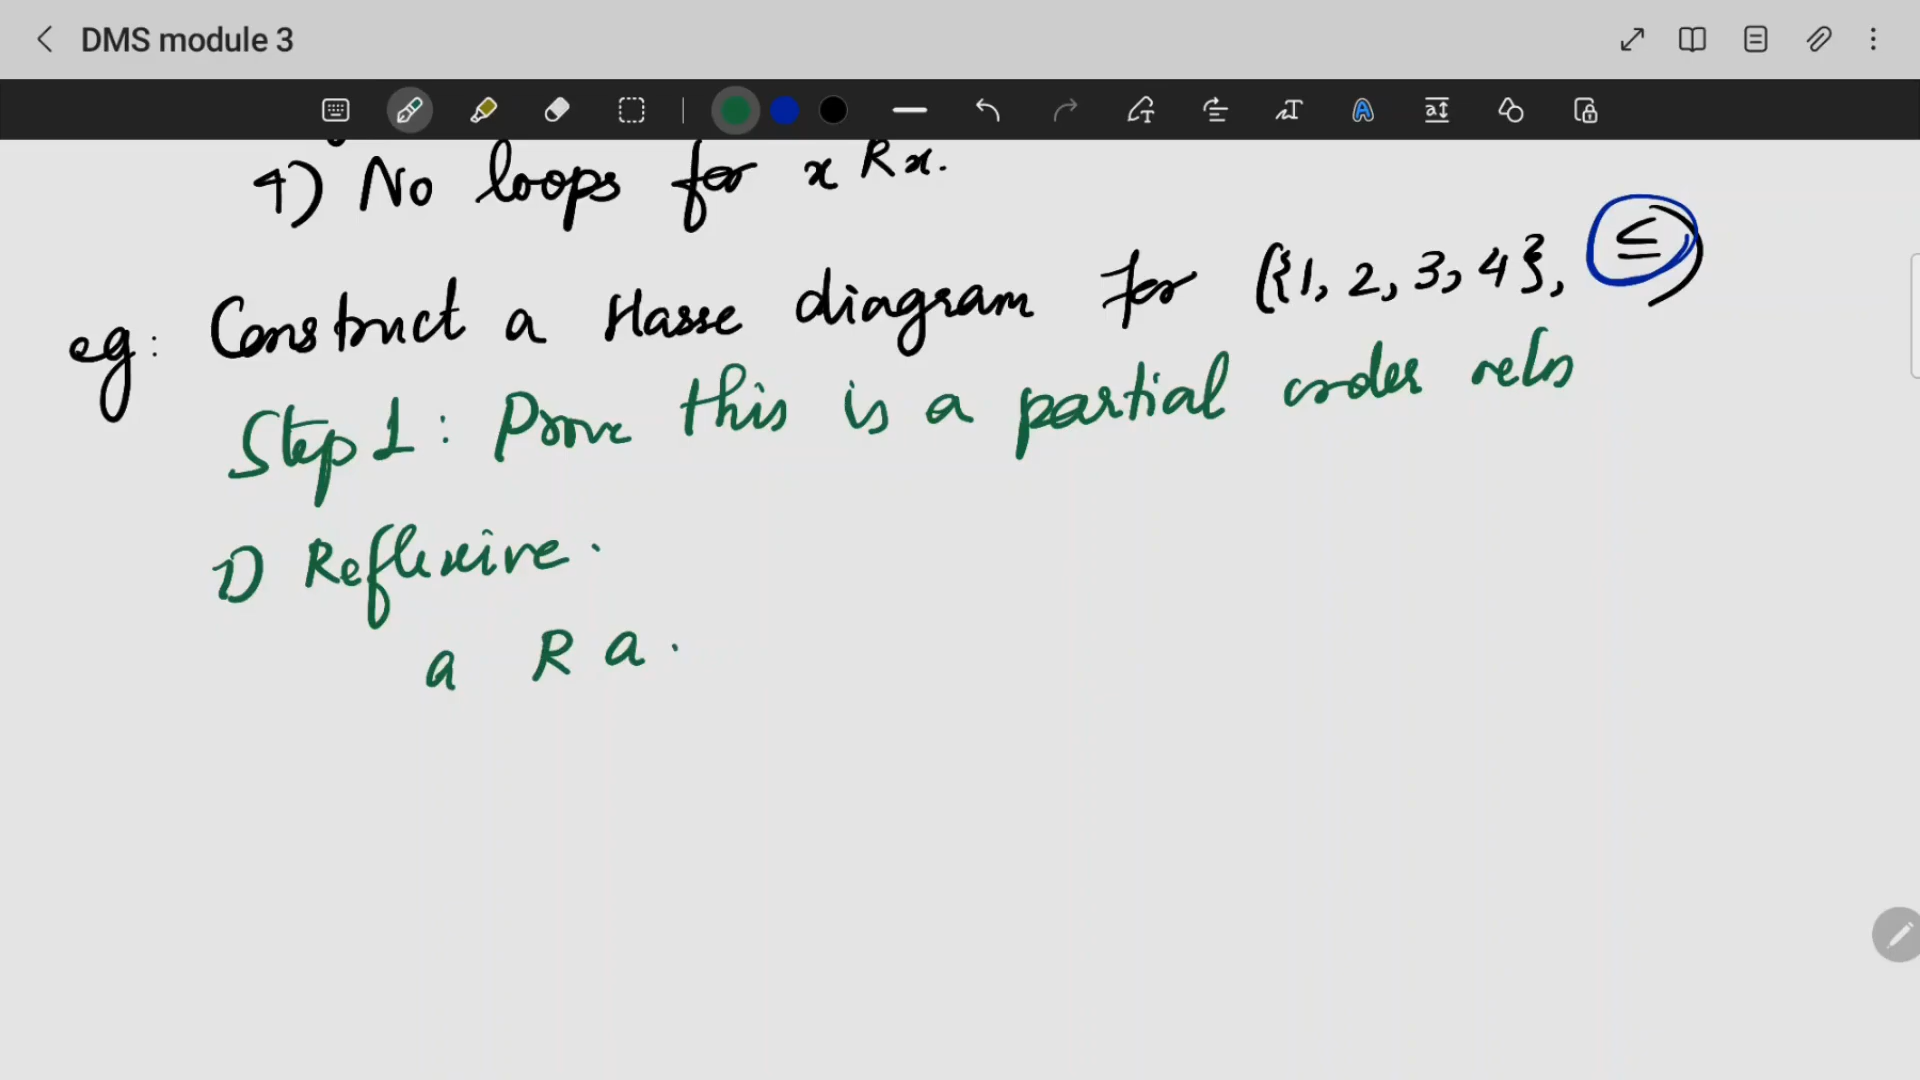 DMS module 3
4) No loops for x R x.
eg: Construct a Hasse diagram for ({1, 2, 3, 4}, ≤)
Step 1: Prove this is a partial order reln
1) Reflexive.
a R a.